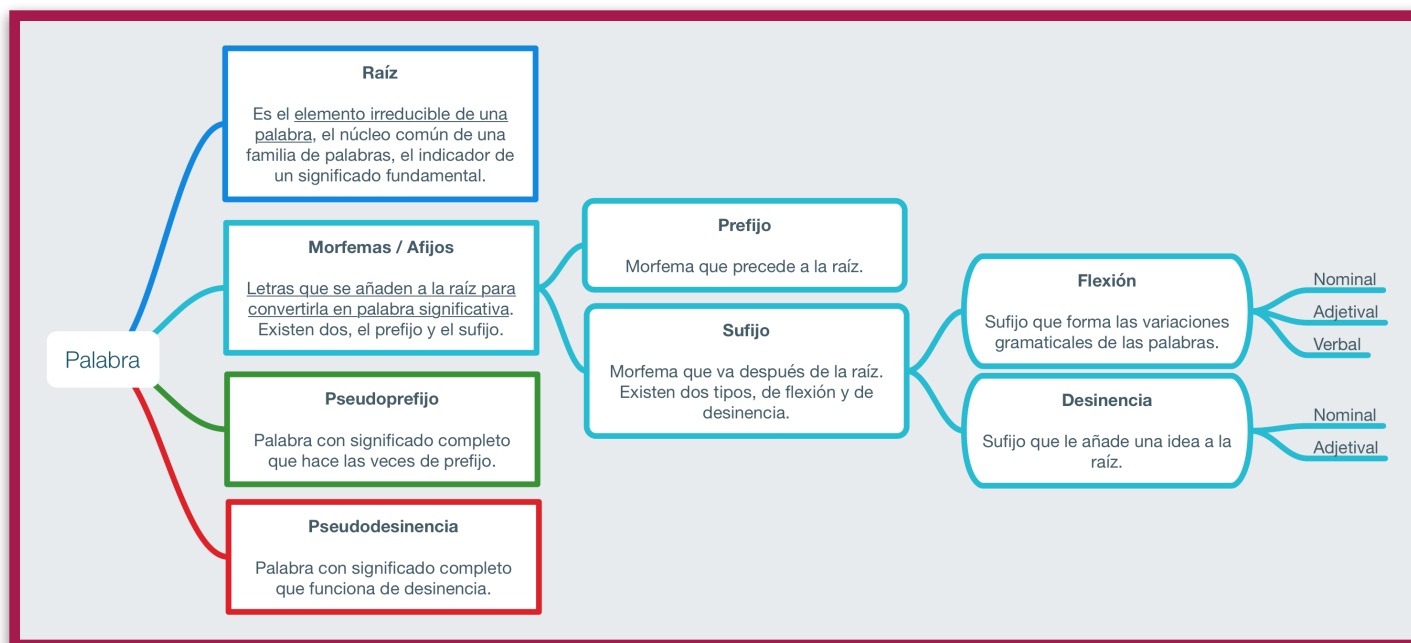 Palabra
Raíz
Es el elemento irreducible de una
palabra, el núcleo común de una
familia de palabras, el indicador de
un significado fundamental.
Morfemas / Afijos
Letras que se añaden a la raíz para
convertirla en palabra significativa.
Existen dos, el prefijo y el sufijo.
Prefijo
Morfema que precede a la raíz.
Sufijo
Morfema que va después de la raíz.
Existen dos tipos, de flexión y de
desinencia.
Flexión
Sufijo que forma las variaciones
gramaticales de las palabras.
Nominal
Adjetival
Verbal
Desinencia
Sufijo que le añade una idea a la
raíz.
Nominal
Adjetival
Pseudoprefijo
Palabra con significado completo
que hace las veces de prefijo.
Pseudodesinencia
Palabra con significado completo
que funciona de desinencia.